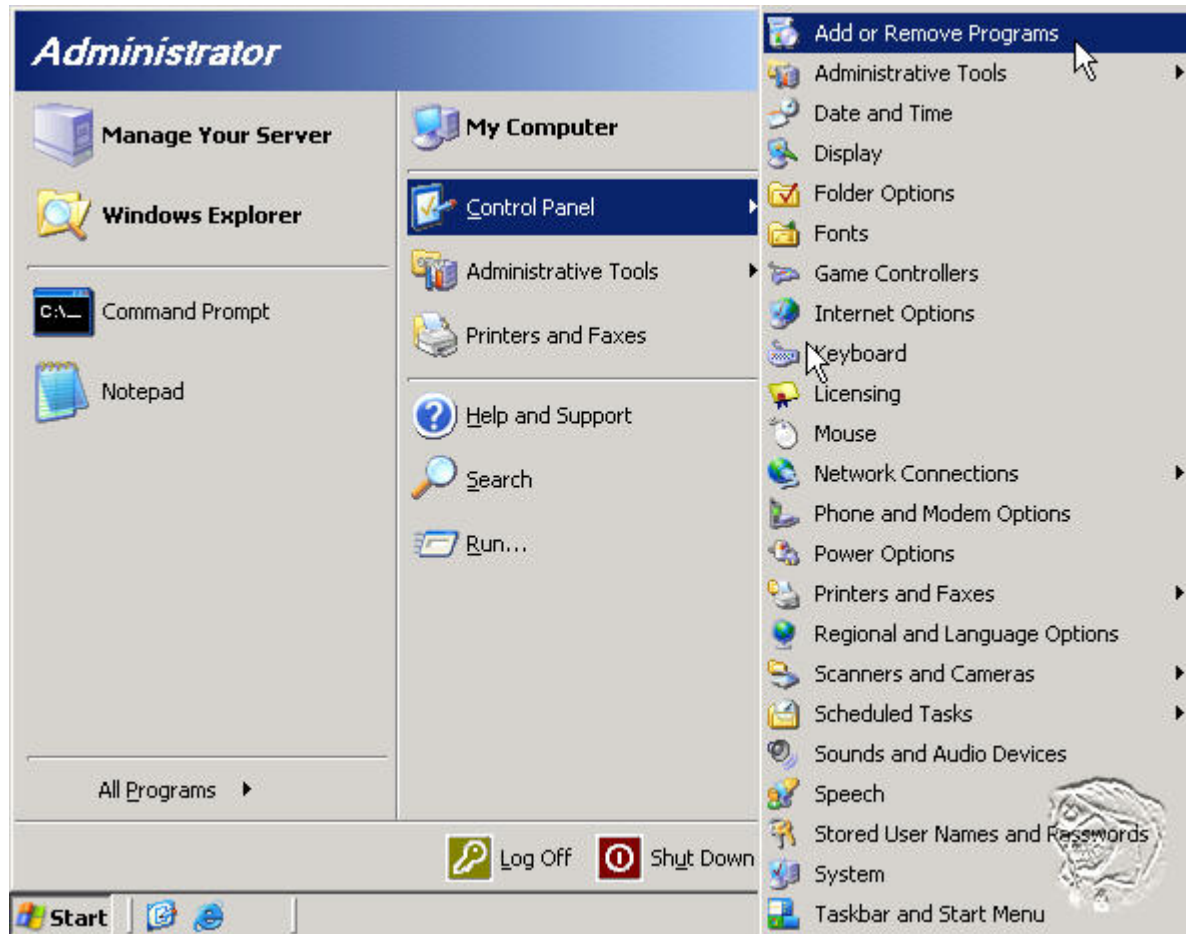 Administrator
Manage Your Server
Windows Explorer
C:\_
Command Prompt
Notepad
All Programs
My Computer
Control Panel
Administrative Tools
Printers and Faxes
Help and Support
Search
Run...
Log Off
Shut Down
Start
Add or Remove Programs
Administrative Tools
Date and Time
Display
Folder Options
Fonts
Game Controllers
Internet Options
Keyboard
Licensing
Mouse
Network Connections
Phone and Modem Options
Power Options
Printers and Faxes
Regional and Language Options
Scanners and Cameras
Scheduled Tasks
Sounds and Audio Devices
Speech
Stored User Names and Passwords
System
Taskbar and Start Menu